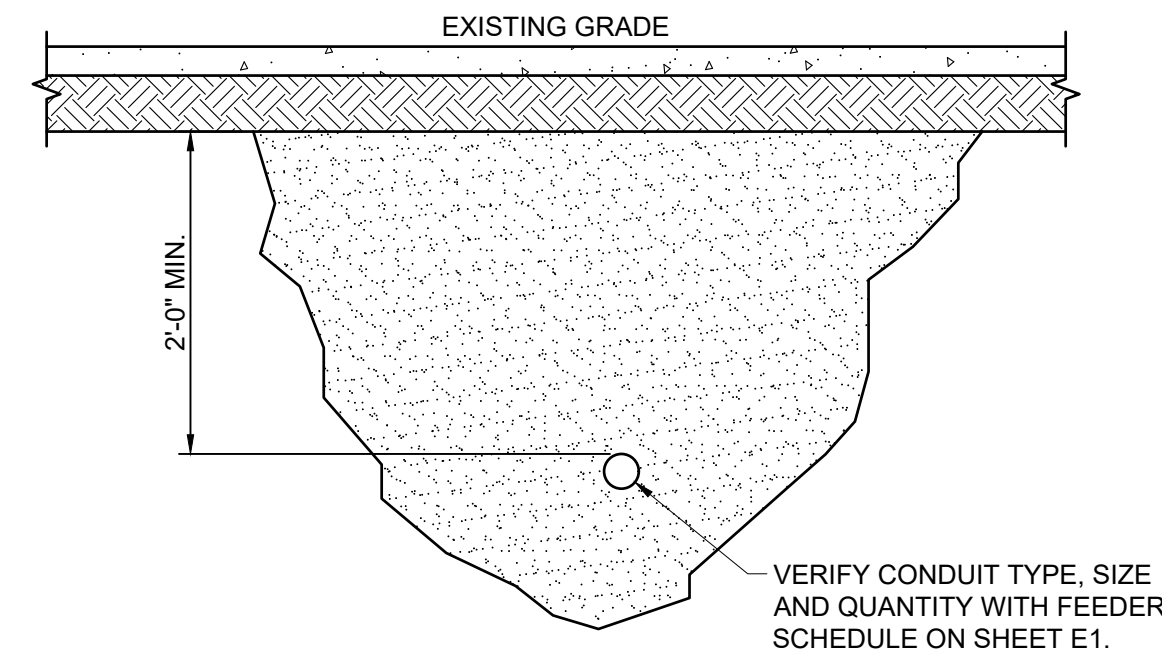 EXISTING GRADE
2'-0" MIN.
VERIFY CONDUIT TYPE, SIZE
AND QUANTITY WITH FEEDER
SCHEDULE ON SHEET E1.